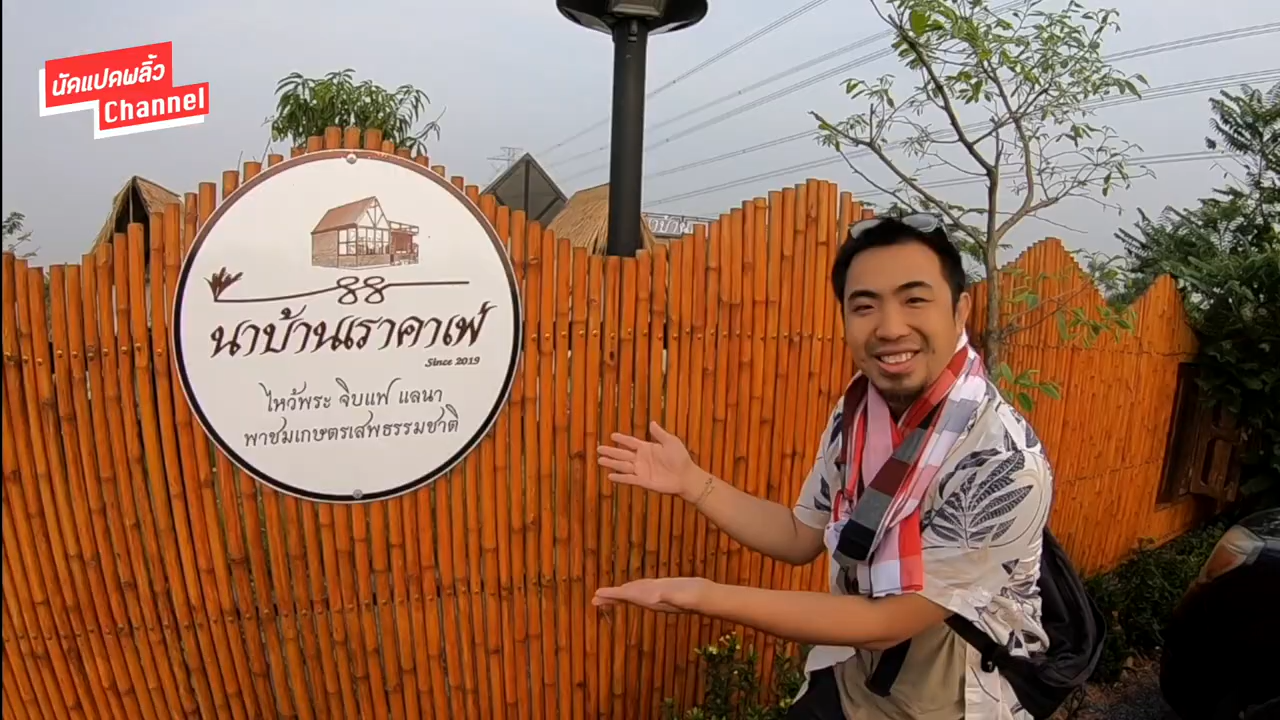 นัดแปดพลิ้ว
Channel
88
นาบ้านเราคาเฟ่
Since 2019
ไหว้พระ จิบแฟ แลนา
พาชมเกษตรเสพธรรมชาติ